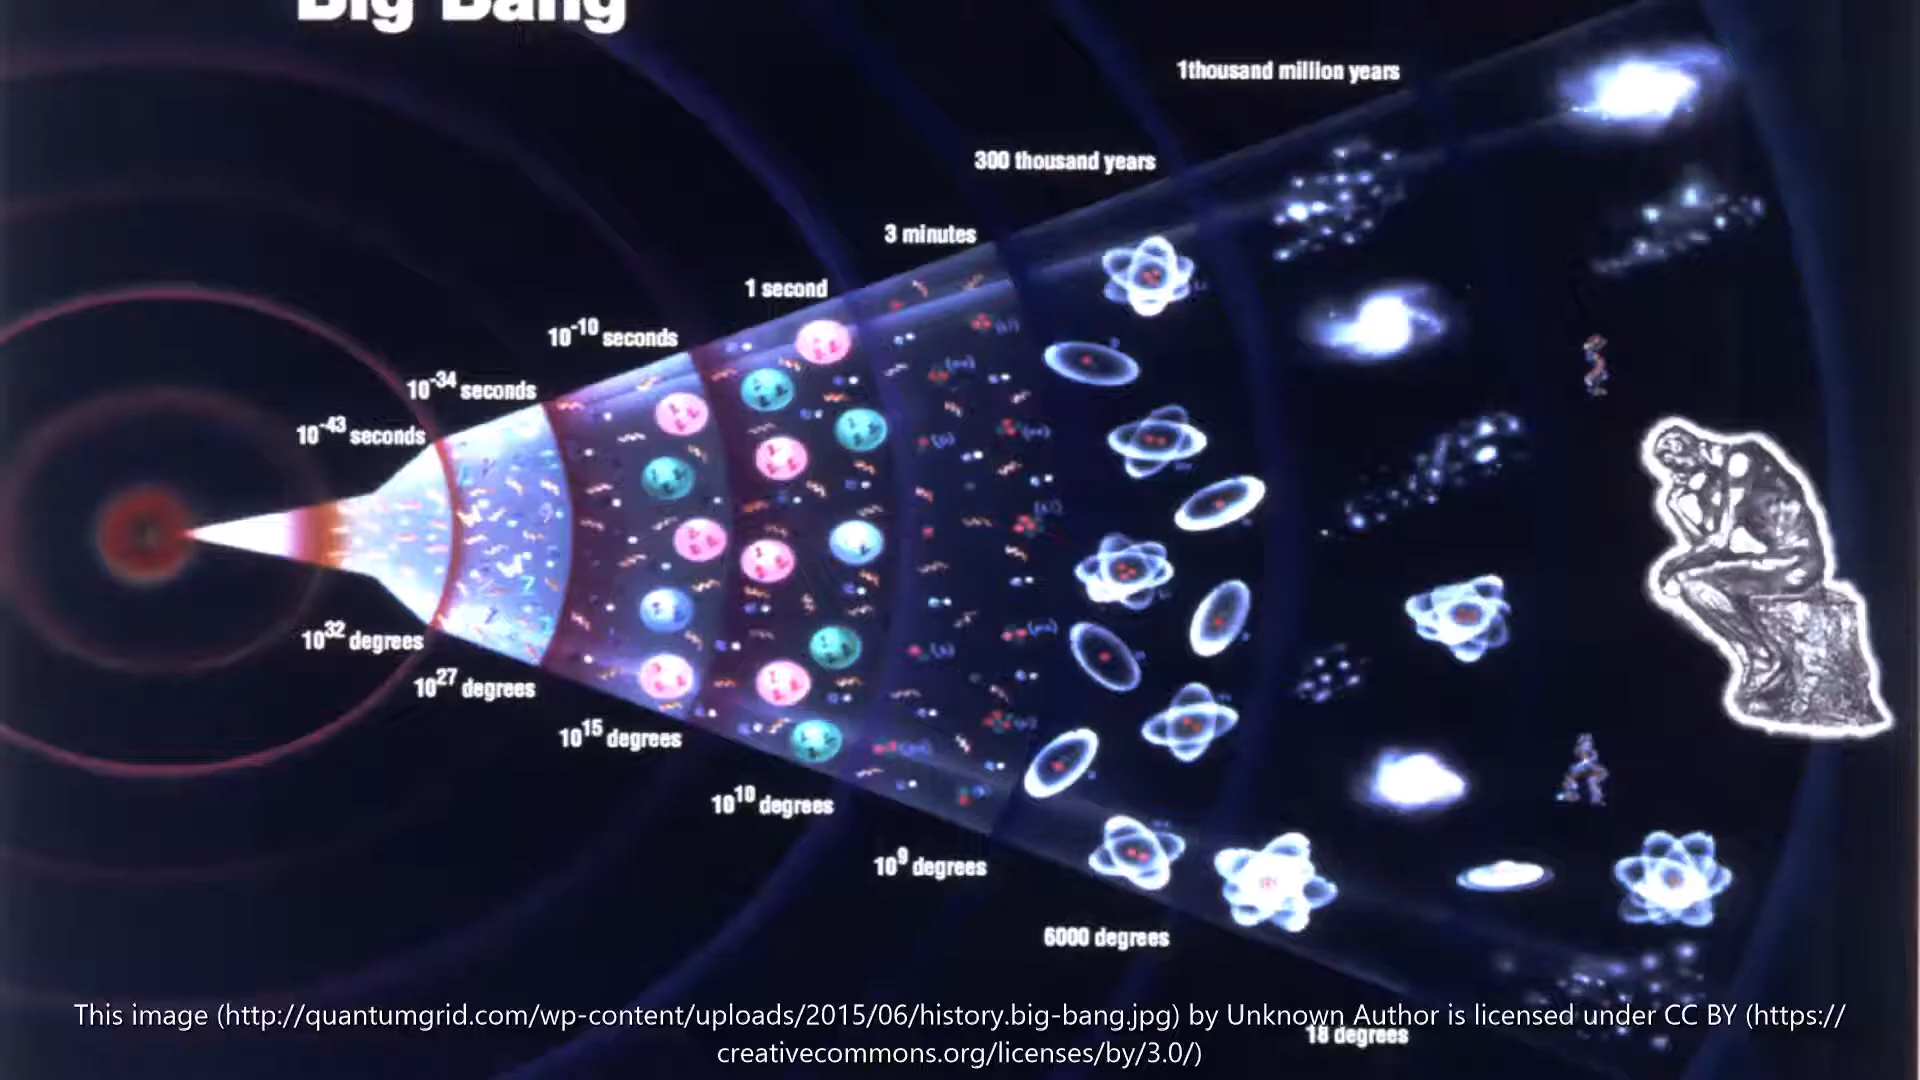 Big Bang
1thousand million years
300 thousand years
3 minutes
1 second
10⁻¹⁰ seconds
10⁻³⁴ seconds
10⁻⁴³ seconds
10³² degrees
10²⁷ degrees
10¹⁵ degrees
10¹⁰ degrees
10⁹ degrees
6000 degrees
18 degrees
This image (http://quantumgrid.com/wp-content/uploads/2015/06/history.big-bang.jpg) by Unknown Author is licensed under CC BY (https://
creativecommons.org/licenses/by/3.0/)